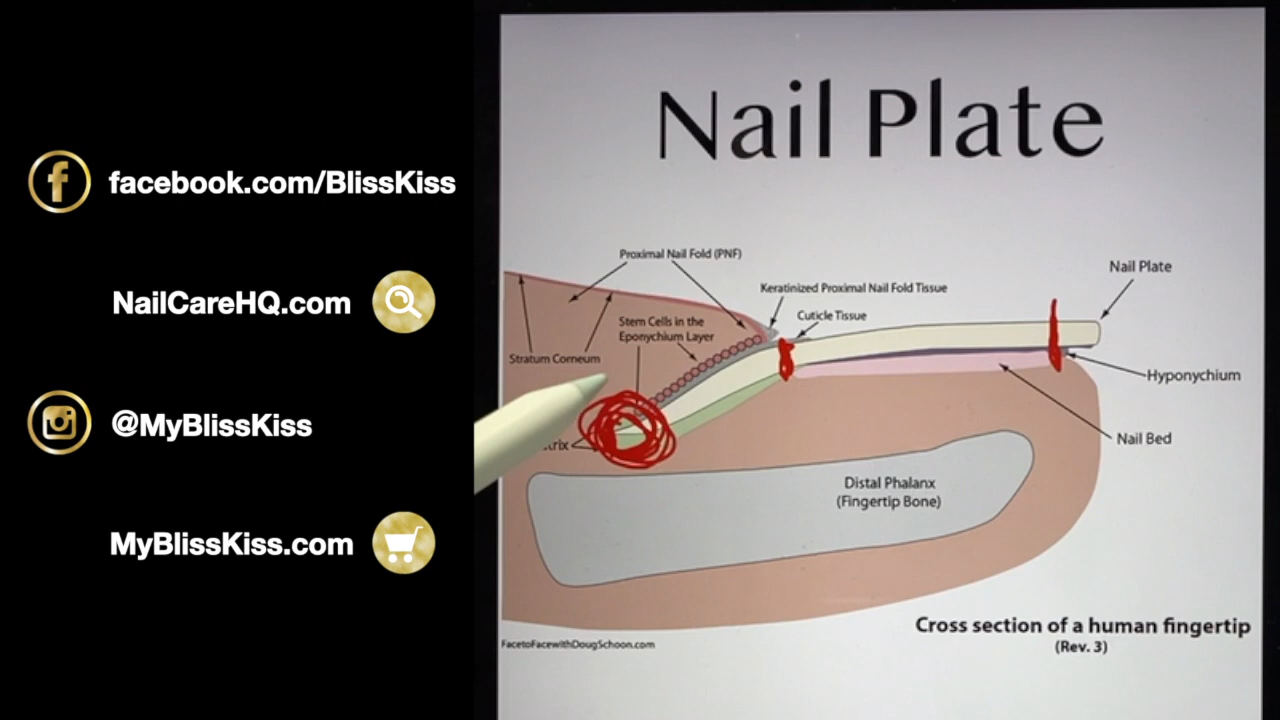 facebook.com/BlissKiss
NailCareHQ.com
@MyBlissKiss
MyBlissKiss.com
Nail Plate
Proximal Nail Fold (PNF)
Nail Plate
Keratinized Proximal Nail Fold Tissue
Cuticle Tissue
Stem Cells in the
Eponychium Layer
Stratum Corneum
Hyponychium
Nail Bed
Distal Phalanx
(Fingertip Bone)
Cross section of a human fingertip
(Rev. 3)
FacetoFacewithDougSchoon.com